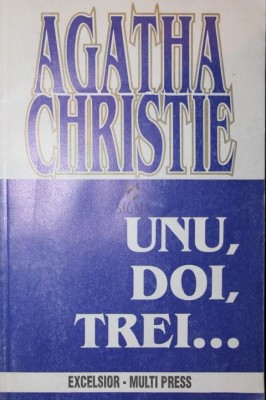 AGATHA
CHRISTIE
UNU,
DOI,
TREI...
EXCELSIOR - MULTI PRESS